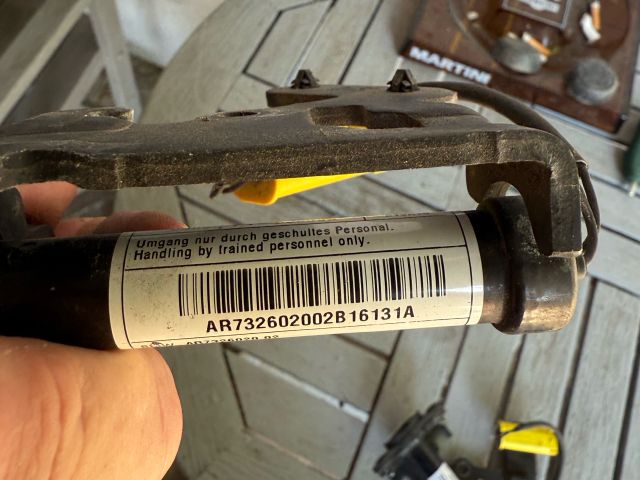 MARTINI
Umgang nur durch geschultes Personal.
Handling by trained personnel only.
AR732602002B16131A